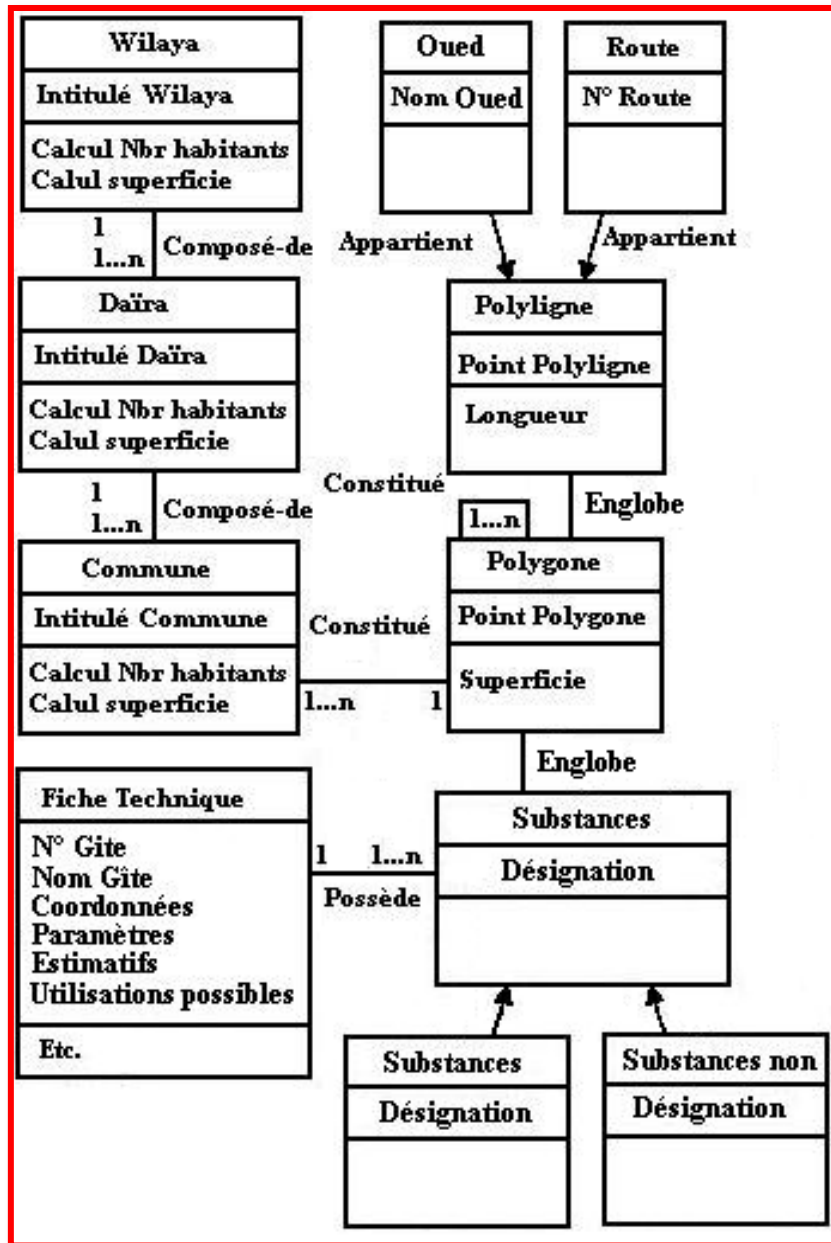 Wilaya
Intitulé Wilaya
Calcul Nbr habitants
Calul superficie
Oued
Nom Oued
Route
N° Route
1
1...n
Composé-de
Appartient
Appartient
Daïra
Intitulé Daïra
Calcul Nbr habitants
Calul superficie
Polyligne
Point Polyligne
Longueur
1
1...n
Composé-de
Constitué
1...n
Englobe
Commune
Intitulé Commune
Calcul Nbr habitants
Calul superficie
Constitué
1...n
1
Polygone
Point Polygone
Superficie
Englobe
Fiche Technique
N° Gite
Nom Gîte
Coordonnées
Paramètres
Estimatifs
Utilisations possibles
Etc.
1
1...n
Possède
Substances
Désignation
Substances
Désignation
Substances non
Désignation